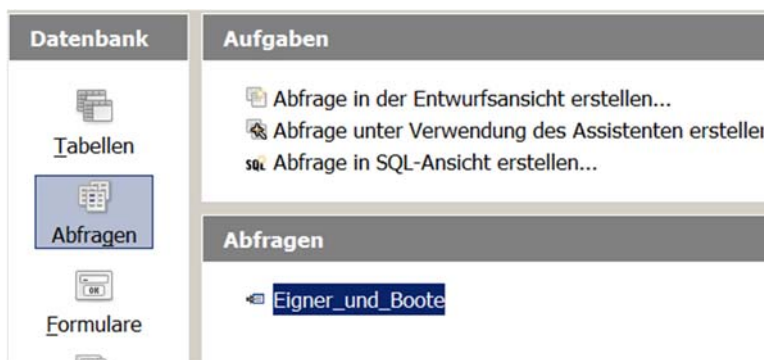 Datenbank
Tabellen
Abfragen
Formulare
Aufgaben
Abfrage in der Entwurfsansicht erstellen...
Abfrage unter Verwendung des Assistenten erstellen
SQL Abfrage in SQL-Ansicht erstellen...
Abfragen
Eigner_und_Boote